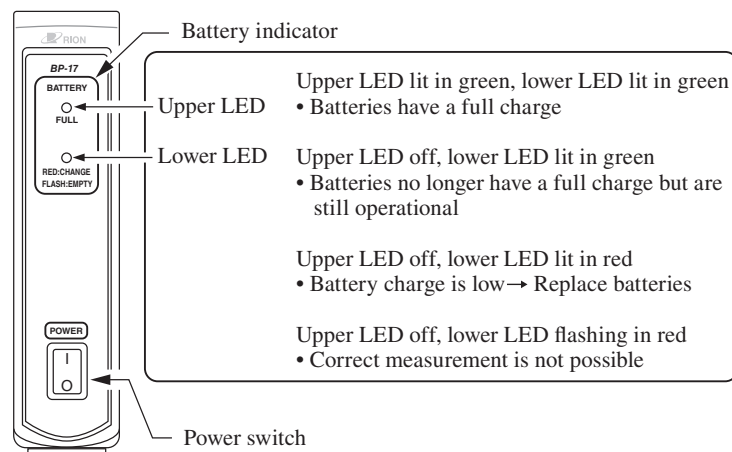 Battery indicator
RION
BP-17
BATTERY
FULL
Upper LED
Lower LED
RED:CHANGE
FLASH:EMPTY
Upper LED lit in green, lower LED lit in green
• Batteries have a full charge
Upper LED off, lower LED lit in green
• Batteries no longer have a full charge but are
still operational
Upper LED off, lower LED lit in red
• Battery charge is low→ Replace batteries
Upper LED off, lower LED flashing in red
• Correct measurement is not possible
POWER
I
O
Power switch